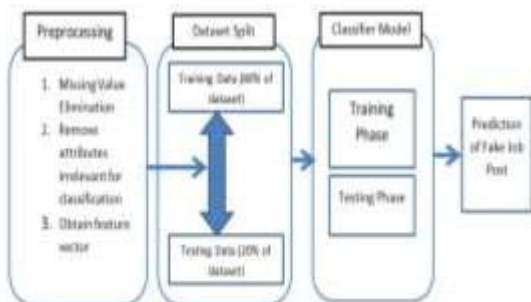 Preprocessing
1. Missing Value
Elimination
2. Remove
attributes
irrelevant for
classification
3. Obtain feature
vector
Dataset Split
Training Data (80% of
dataset)
Testing Data (20% of
dataset)
Classifier Model
Training
Phase
Testing Phase
Prediction
of Fake Job
Post